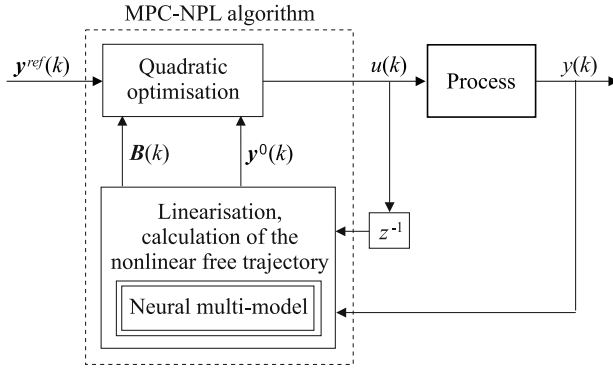 MPC-NPL algorithm
y^ref(k)
Quadratic
optimisation
u(k)
Process
y(k)
B(k)
y^0(k)
Linearisation,
calculation of the
nonlinear free trajectory
z^-1
Neural multi-model